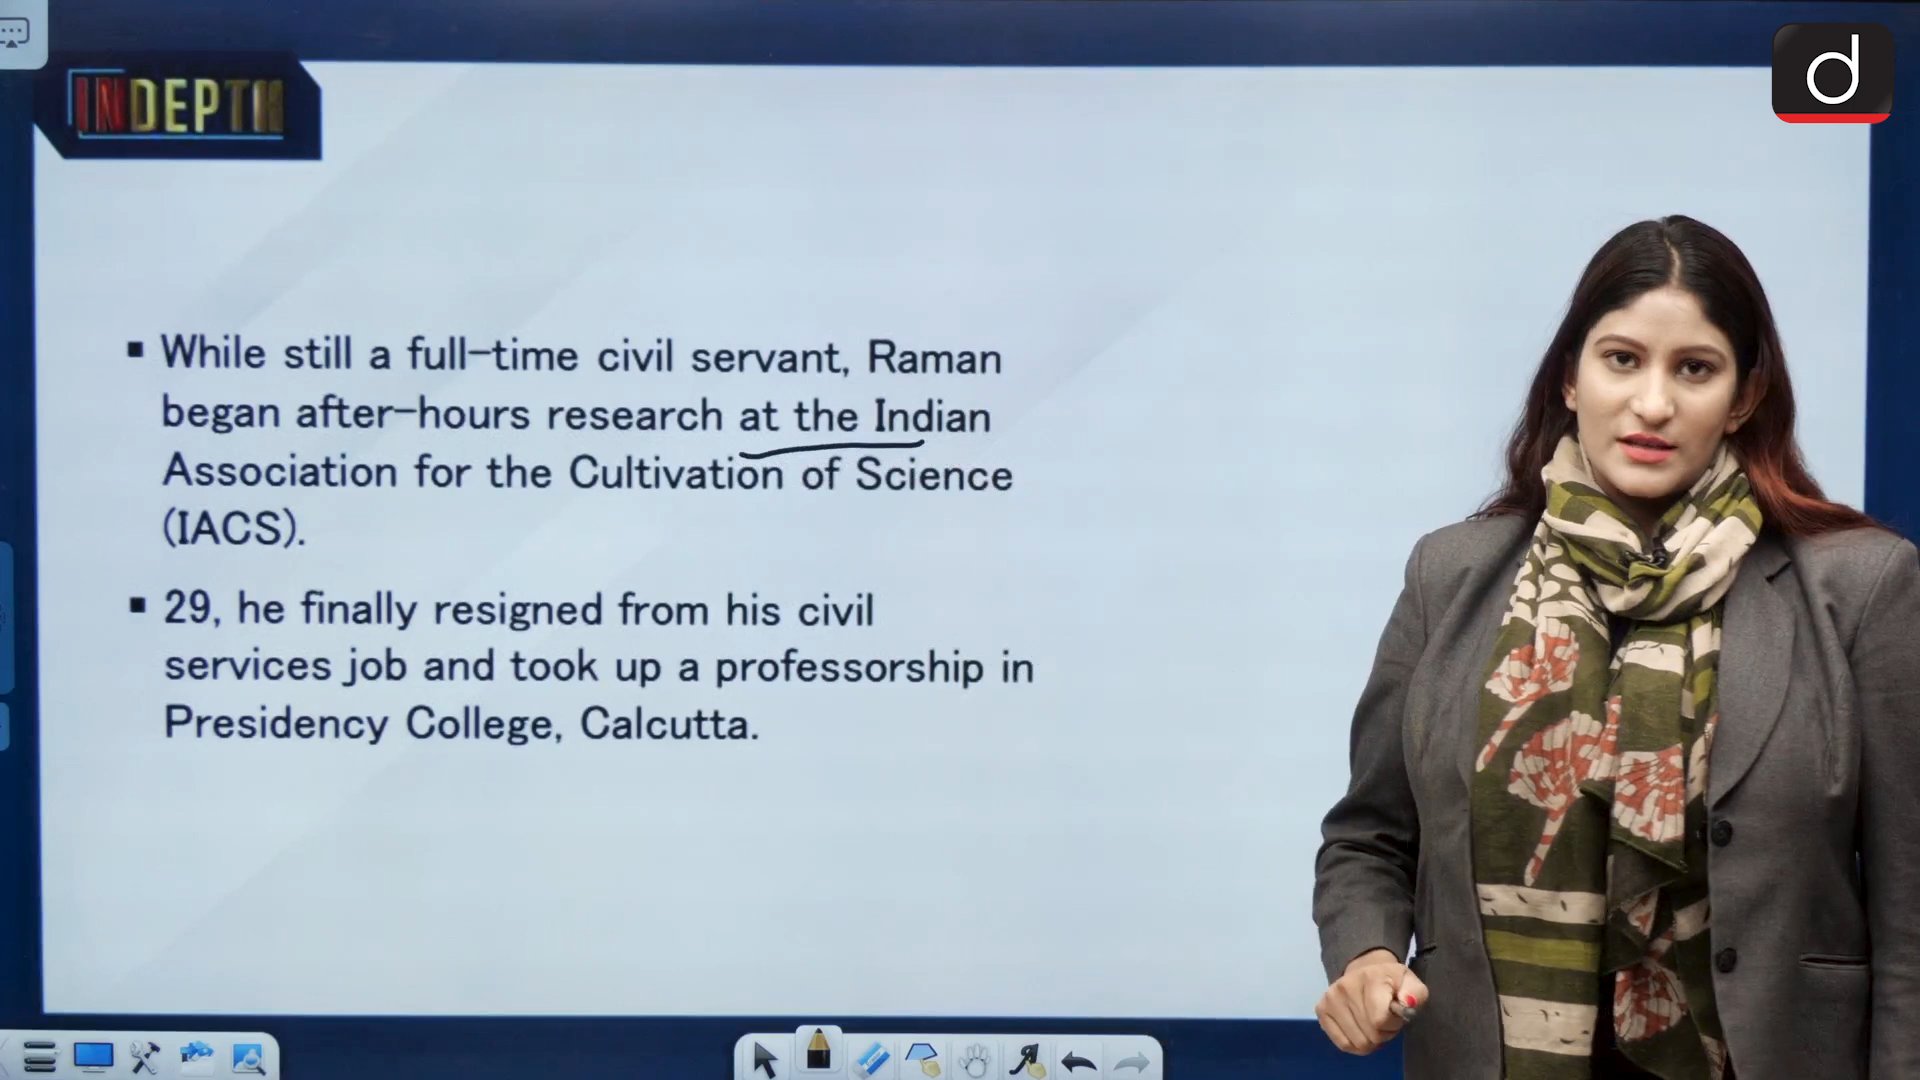 INDEPTH
d
▪ While still a full-time civil servant, Raman
began after-hours research at the Indian
Association for the Cultivation of Science
(IACS).
▪ 29, he finally resigned from his civil
services job and took up a professorship in
Presidency College, Calcutta.